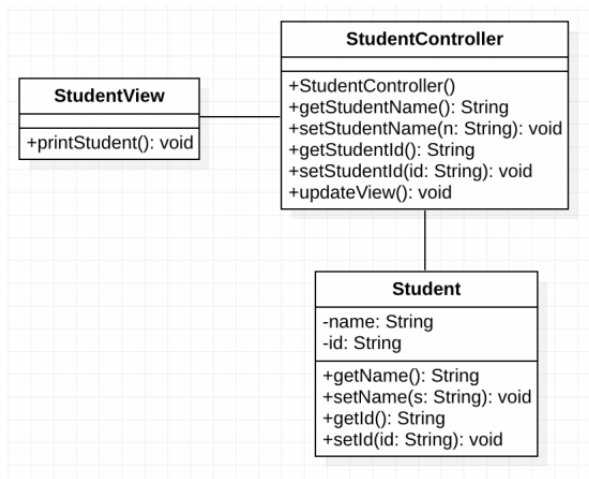 StudentView
+printStudent(): void
StudentController
+StudentController()
+getStudentName(): String
+setStudentName(n: String): void
+getStudentId(): String
+setStudentId(id: String): void
+updateView(): void
Student
-name: String
-id: String
+getName(): String
+setName(s: String): void
+getId(): String
+setId(id: String): void